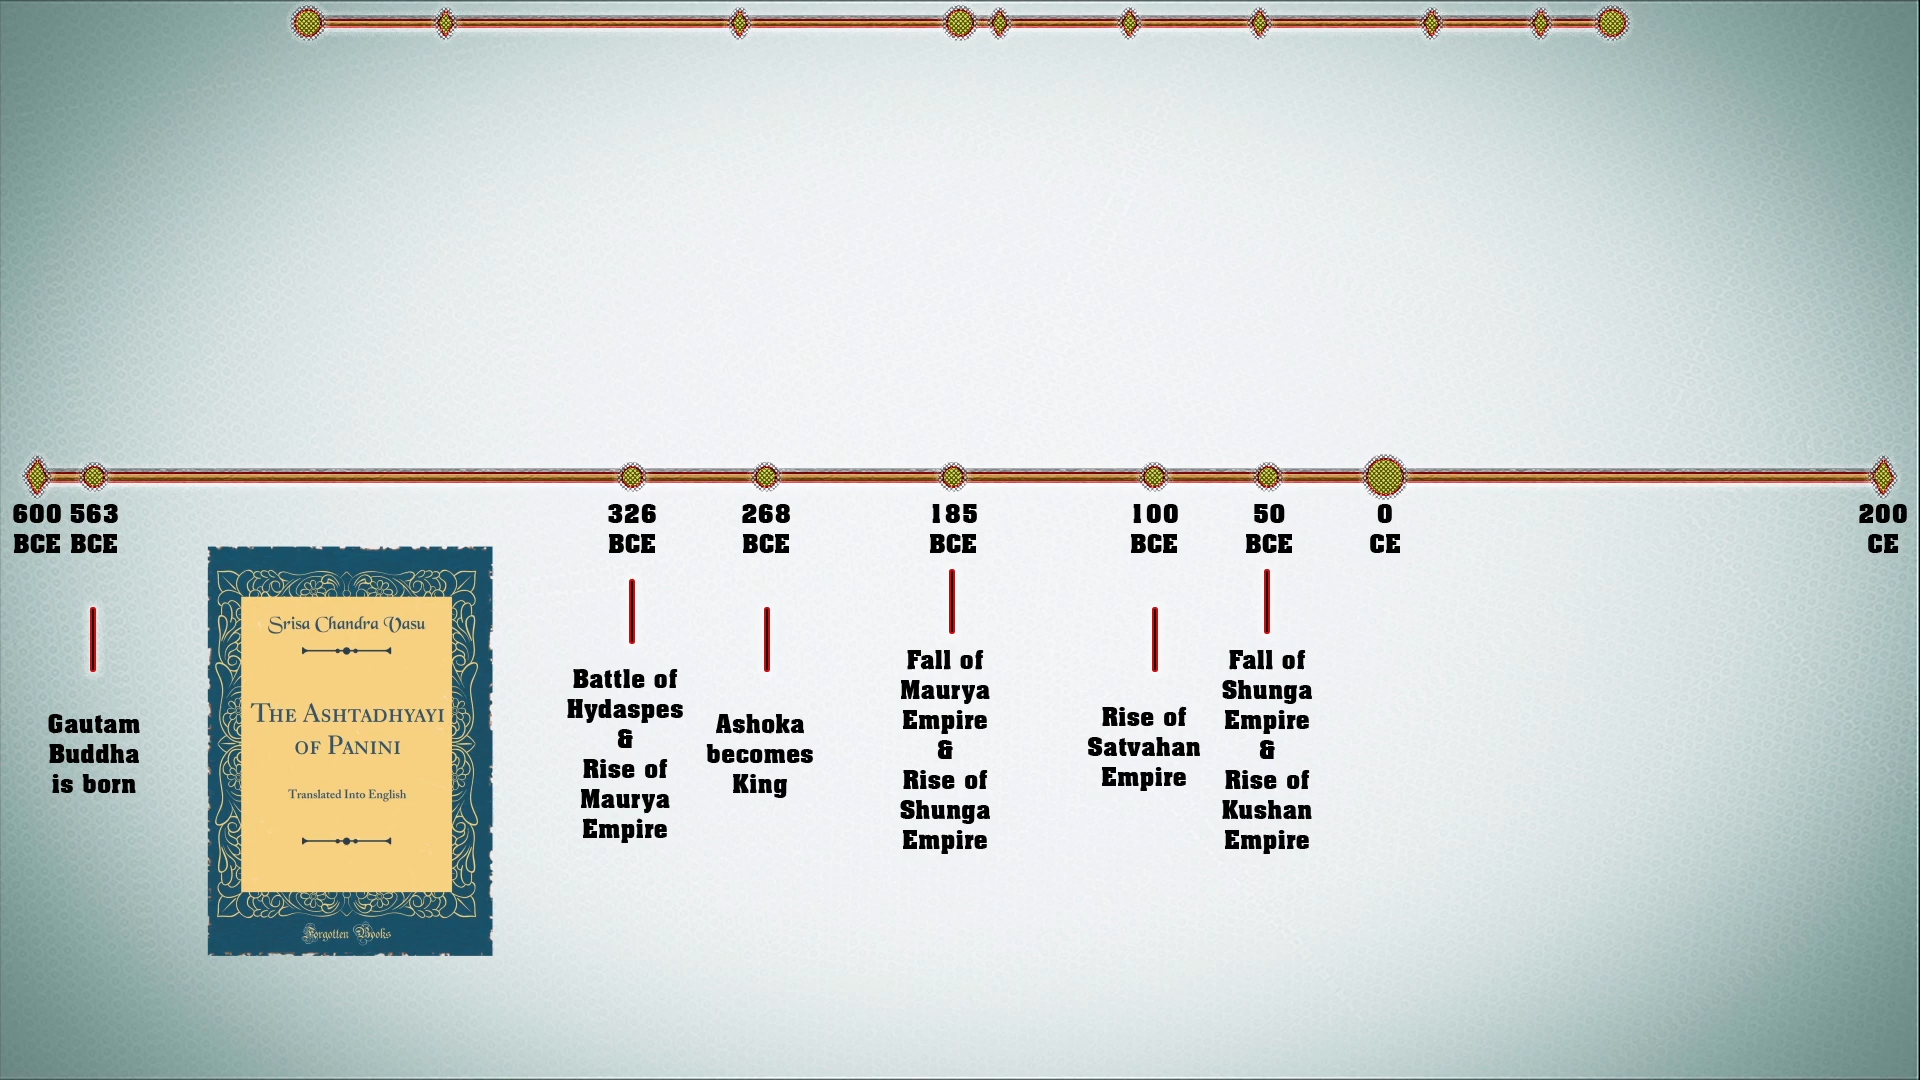 600
BCE
563
BCE
326
BCE
268
BCE
185
BCE
100
BCE
50
BCE
0
CE
200
CE
Gautam
Buddha
is born
Srisa Chandra Vasu
The Ashtadhyayi
of Panini
Translated Into English
Forgotten Books
Battle of
Hydaspes
&
Rise of
Maurya
Empire
Ashoka
becomes
King
Fall of
Maurya
Empire
&
Rise of
Shunga
Empire
Rise of
Satvahan
Empire
Fall of
Shunga
Empire
&
Rise of
Kushan
Empire